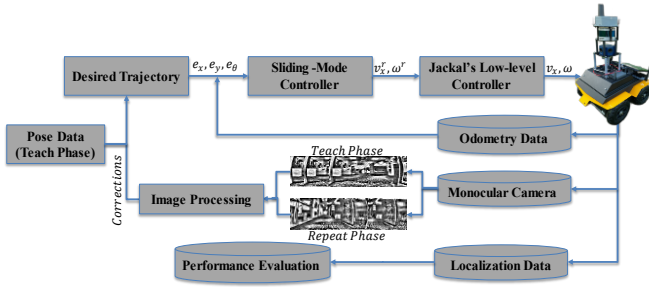 Desired Trajectory
e_x, e_y, e_θ
Sliding -Mode
Controller
v_x^r, ω^r
Jackal's Low-level
Controller
v_x, ω
Pose Data
(Teach Phase)
Corrections
Odometry Data
Teach Phase
Image Processing
Monocular Camera
Repeat Phase
Performance Evaluation
Localization Data